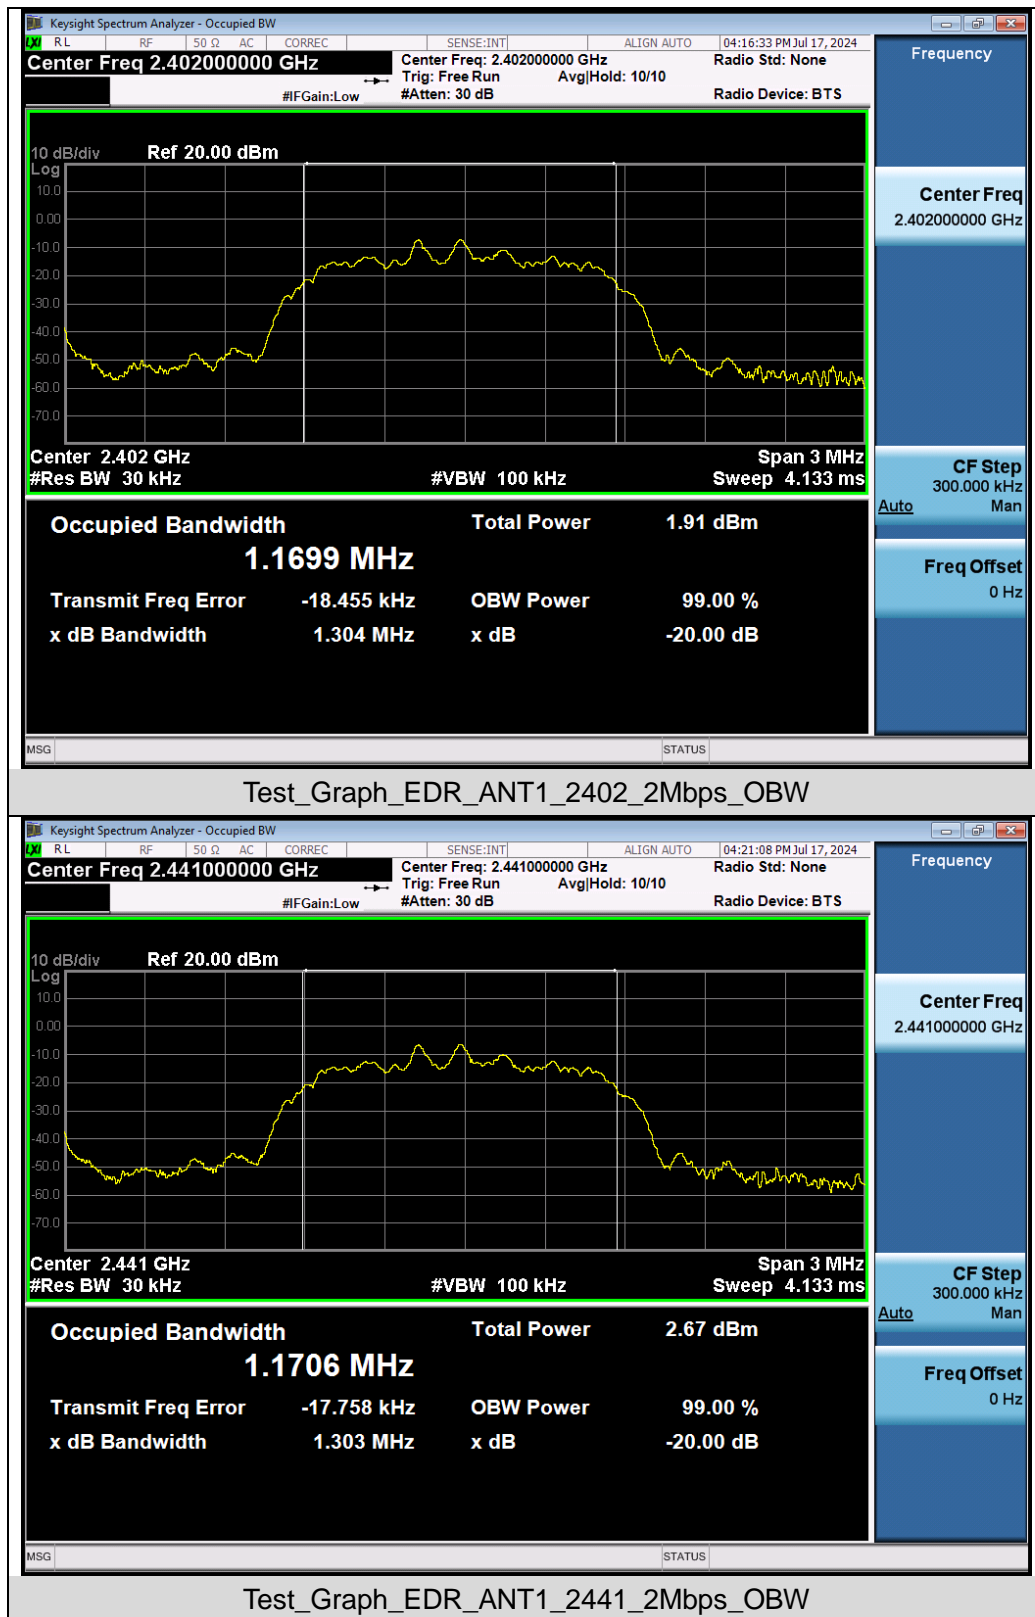 Keysight Spectrum Analyzer - Occupied BW
LXI RL RF 50 Ω AC CORREC SENSE:INT ALIGN AUTO 04:16:33 PM Jul 17, 2024
Center Freq 2.402000000 GHz Center Freq: 2.402000000 GHz Radio Std: None Frequency
Trig: Free Run Avg|Hold: 10/10
#IFGain:Low #Atten: 30 dB Radio Device: BTS
10 dB/div Ref 20.00 dBm
Log
10.0
0.00
-10.0
-20.0
-30.0
-40.0
-50.0
-60.0
-70.0
Center Freq
2.402000000 GHz
Center 2.402 GHz Span 3 MHz
#Res BW 30 kHz #VBW 100 kHz Sweep 4.133 ms
CF Step
300.000 kHz
Auto Man
Occupied Bandwidth Total Power 1.91 dBm
1.1699 MHz
Transmit Freq Error -18.455 kHz OBW Power 99.00 %
x dB Bandwidth 1.304 MHz x dB -20.00 dB
Freq Offset
0 Hz
MSG STATUS
Test_Graph_EDR_ANT1_2402_2Mbps_OBW
Keysight Spectrum Analyzer - Occupied BW
LXI RL RF 50 Ω AC CORREC SENSE:INT ALIGN AUTO 04:21:08 PM Jul 17, 2024
Center Freq 2.441000000 GHz Center Freq: 2.441000000 GHz Radio Std: None Frequency
Trig: Free Run Avg|Hold: 10/10
#IFGain:Low #Atten: 30 dB Radio Device: BTS
10 dB/div Ref 20.00 dBm
Log
10.0
0.00
-10.0
-20.0
-30.0
-40.0
-50.0
-60.0
-70.0
Center Freq
2.441000000 GHz
Center 2.441 GHz Span 3 MHz
#Res BW 30 kHz #VBW 100 kHz Sweep 4.133 ms
CF Step
300.000 kHz
Auto Man
Occupied Bandwidth Total Power 2.67 dBm
1.1706 MHz
Transmit Freq Error -17.758 kHz OBW Power 99.00 %
x dB Bandwidth 1.303 MHz x dB -20.00 dB
Freq Offset
0 Hz
MSG STATUS
Test_Graph_EDR_ANT1_2441_2Mbps_OBW